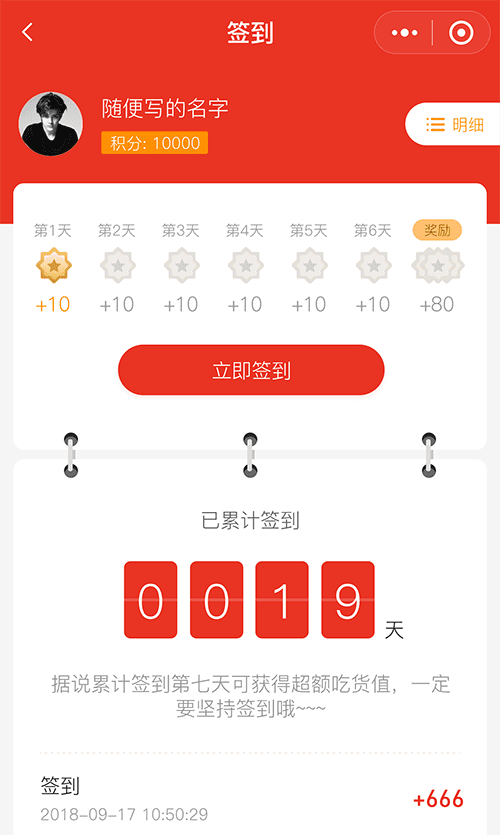 签到
随便写的名字
积分: 10000
明细
第1天 第2天 第3天 第4天 第5天 第6天 奖励
+10 +10 +10 +10 +10 +10 +80
立即签到
已累计签到
0 0 1 9 天
据说累计签到第七天可获得超额吃货值，一定
要坚持签到哦~~~
签到
+666
2018-09-17 10:50:29